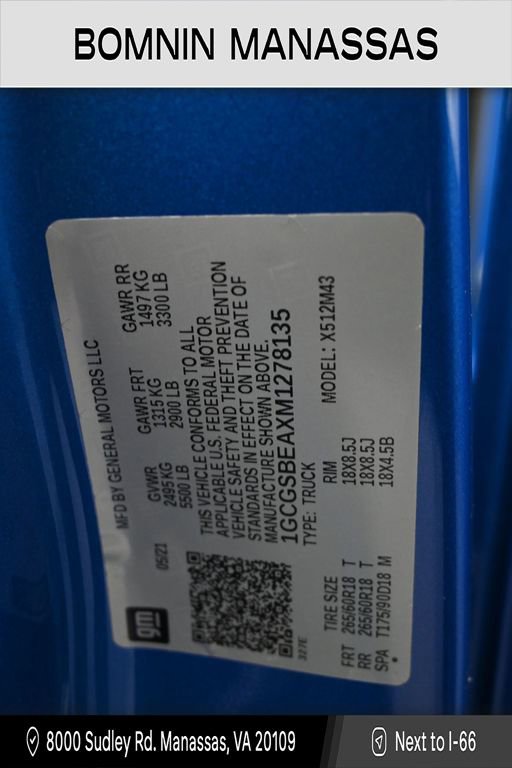 BOMNIN MANASSAS
MFD BY GENERAL MOTORS LLC
05/21
GVWR GAWR FRT GAWR RR
2495 KG 1315 KG 1497 KG
5500 LB 2900 LB 3300 LB
THIS VEHICLE CONFORMS TO ALL
APPLICABLE U.S. FEDERAL MOTOR
VEHICLE SAFETY AND THEFT PREVENTION
STANDARDS IN EFFECT ON THE DATE OF
MANUFACTURE SHOWN ABOVE.
1GCGSBEAXM1278135
TYPE: TRUCK MODEL: X512M43
gm
327E
TIRE SIZE RIM
FRT 265/60R18 T 18X8.5J
RR 265/60R18 T 18X8.5J
SPA T175/90D18 M 18X4.5B
8000 Sudley Rd. Manassas, VA 20109
Next to I-66